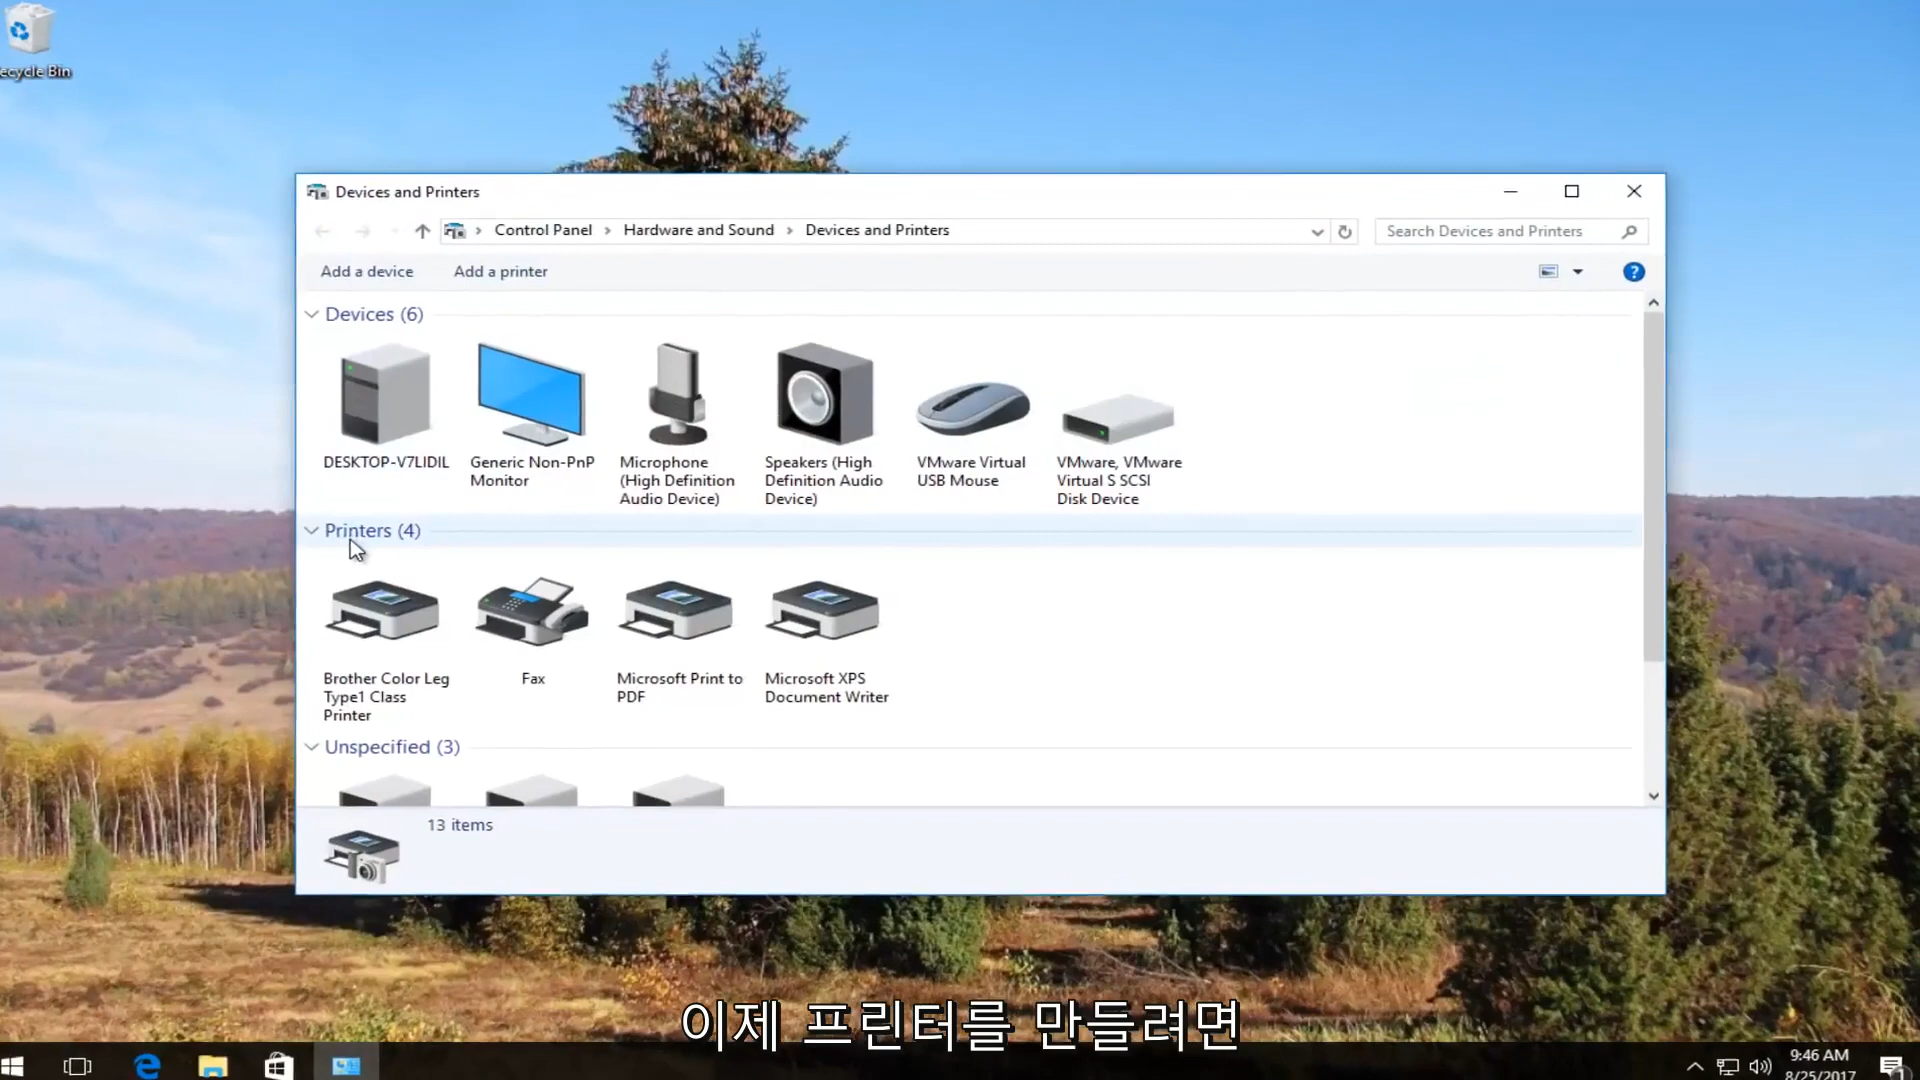 ecycle Bin
Devices and Printers
Control Panel > Hardware and Sound > Devices and Printers
Search Devices and Printers
Add a device
Add a printer
?
Devices (6)
DESKTOP-V7LIDIL
Generic Non-PnP
Monitor
Microphone
(High Definition
Audio Device)
Speakers (High
Definition Audio
Device)
VMware Virtual
USB Mouse
VMware, VMware
Virtual S SCSI
Disk Device
Printers (4)
Brother Color Leg
Type1 Class
Printer
Fax
Microsoft Print to
PDF
Microsoft XPS
Document Writer
Unspecified (3)
13 items
이제 프린터를 만들려면
9:46 AM
8/25/2017
1